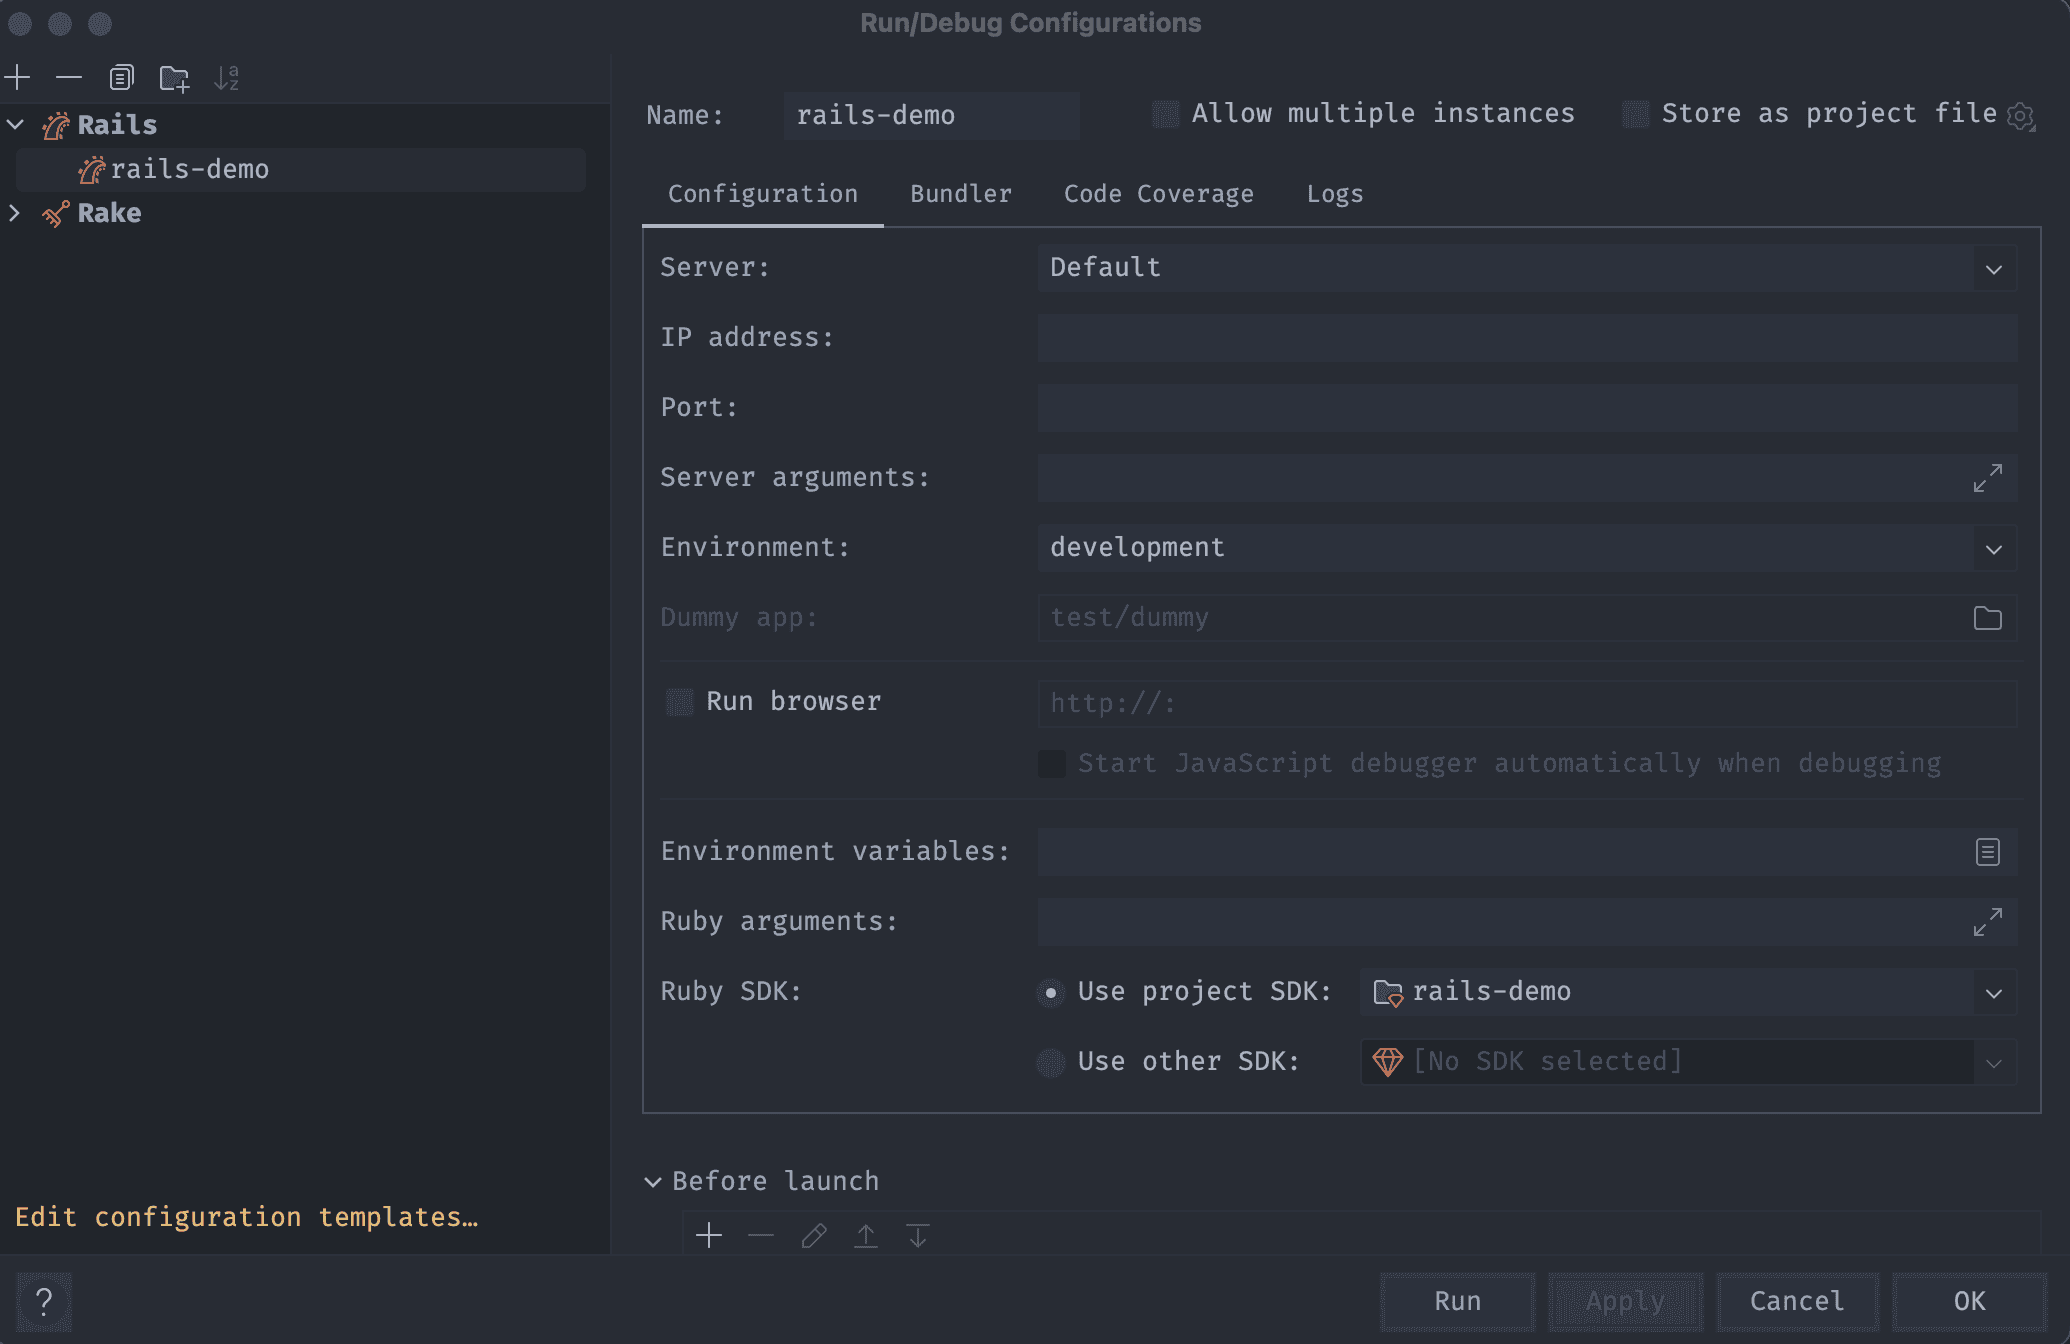 Run/Debug Configurations
Rails
rails-demo
Rake
Edit configuration templates…
Name: rails-demo Allow multiple instances Store as project file
Configuration Bundler Code Coverage Logs
Server: Default
IP address:
Port:
Server arguments:
Environment: development
Dummy app: test/dummy
Run browser http://:
Start JavaScript debugger automatically when debugging
Environment variables:
Ruby arguments:
Ruby SDK: Use project SDK: rails-demo
Use other SDK: [No SDK selected]
Before launch
? Run Apply Cancel OK